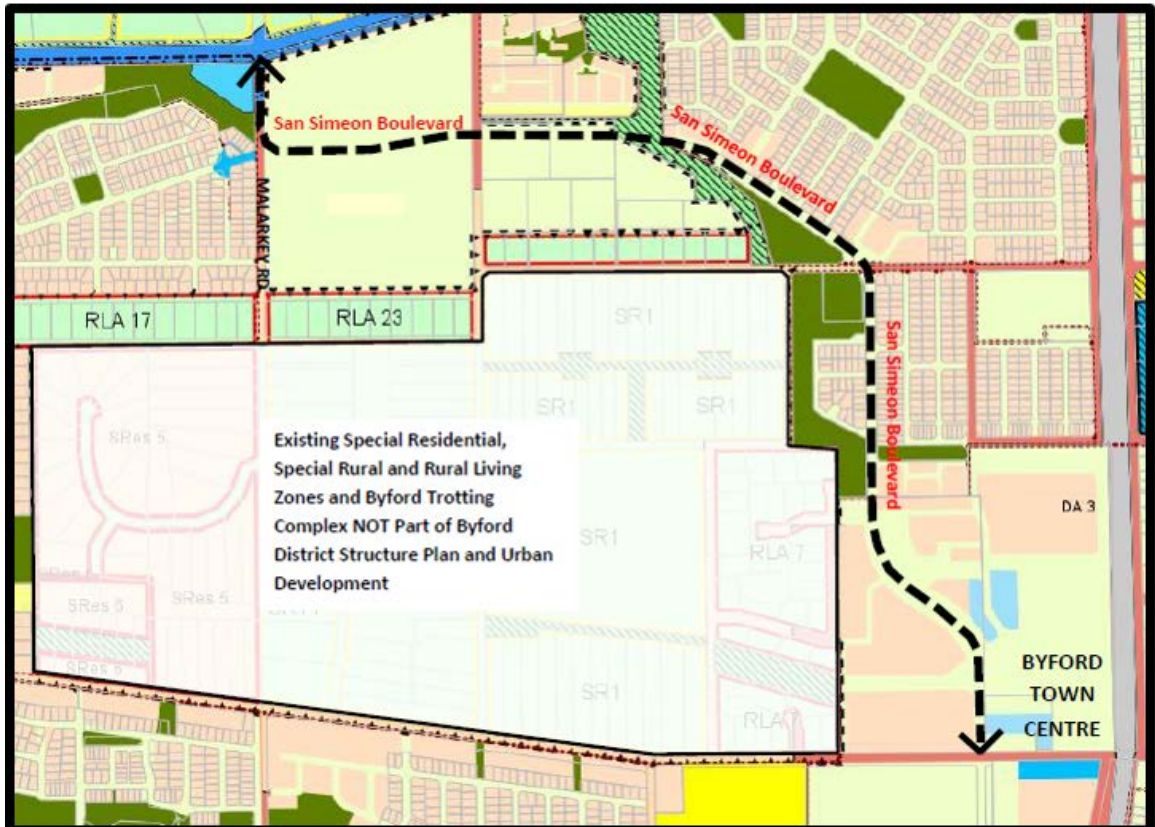 San Simeon Boulevard
San Simeon Boulevard
MALARKEY RD
RLA 17
RLA 23
SR1
SR1
SR1
San Simeon Boulevard
SRes 5
Existing Special Residential,
Special Rural and Rural Living
Zones and Byford Trotting
Complex NOT Part of Byford
District Structure Plan and Urban
Development
SR1
RLA 7
DA 3
SRes 6
SRes 5
SR1
RLA 7
BYFORD
TOWN
CENTRE